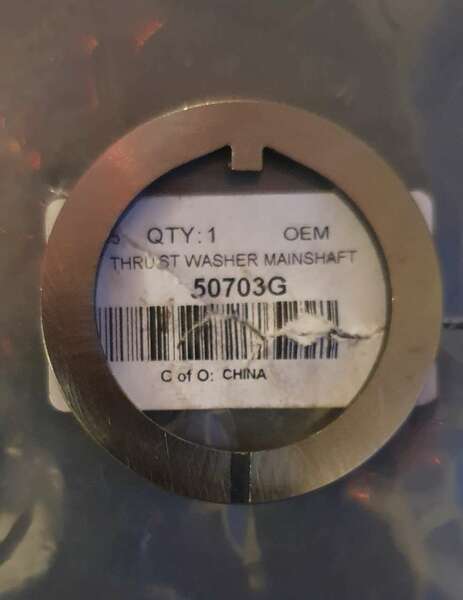 QTY: 1 OEM
THRUST WASHER MAINSHAFT
50703G
C of O: CHINA